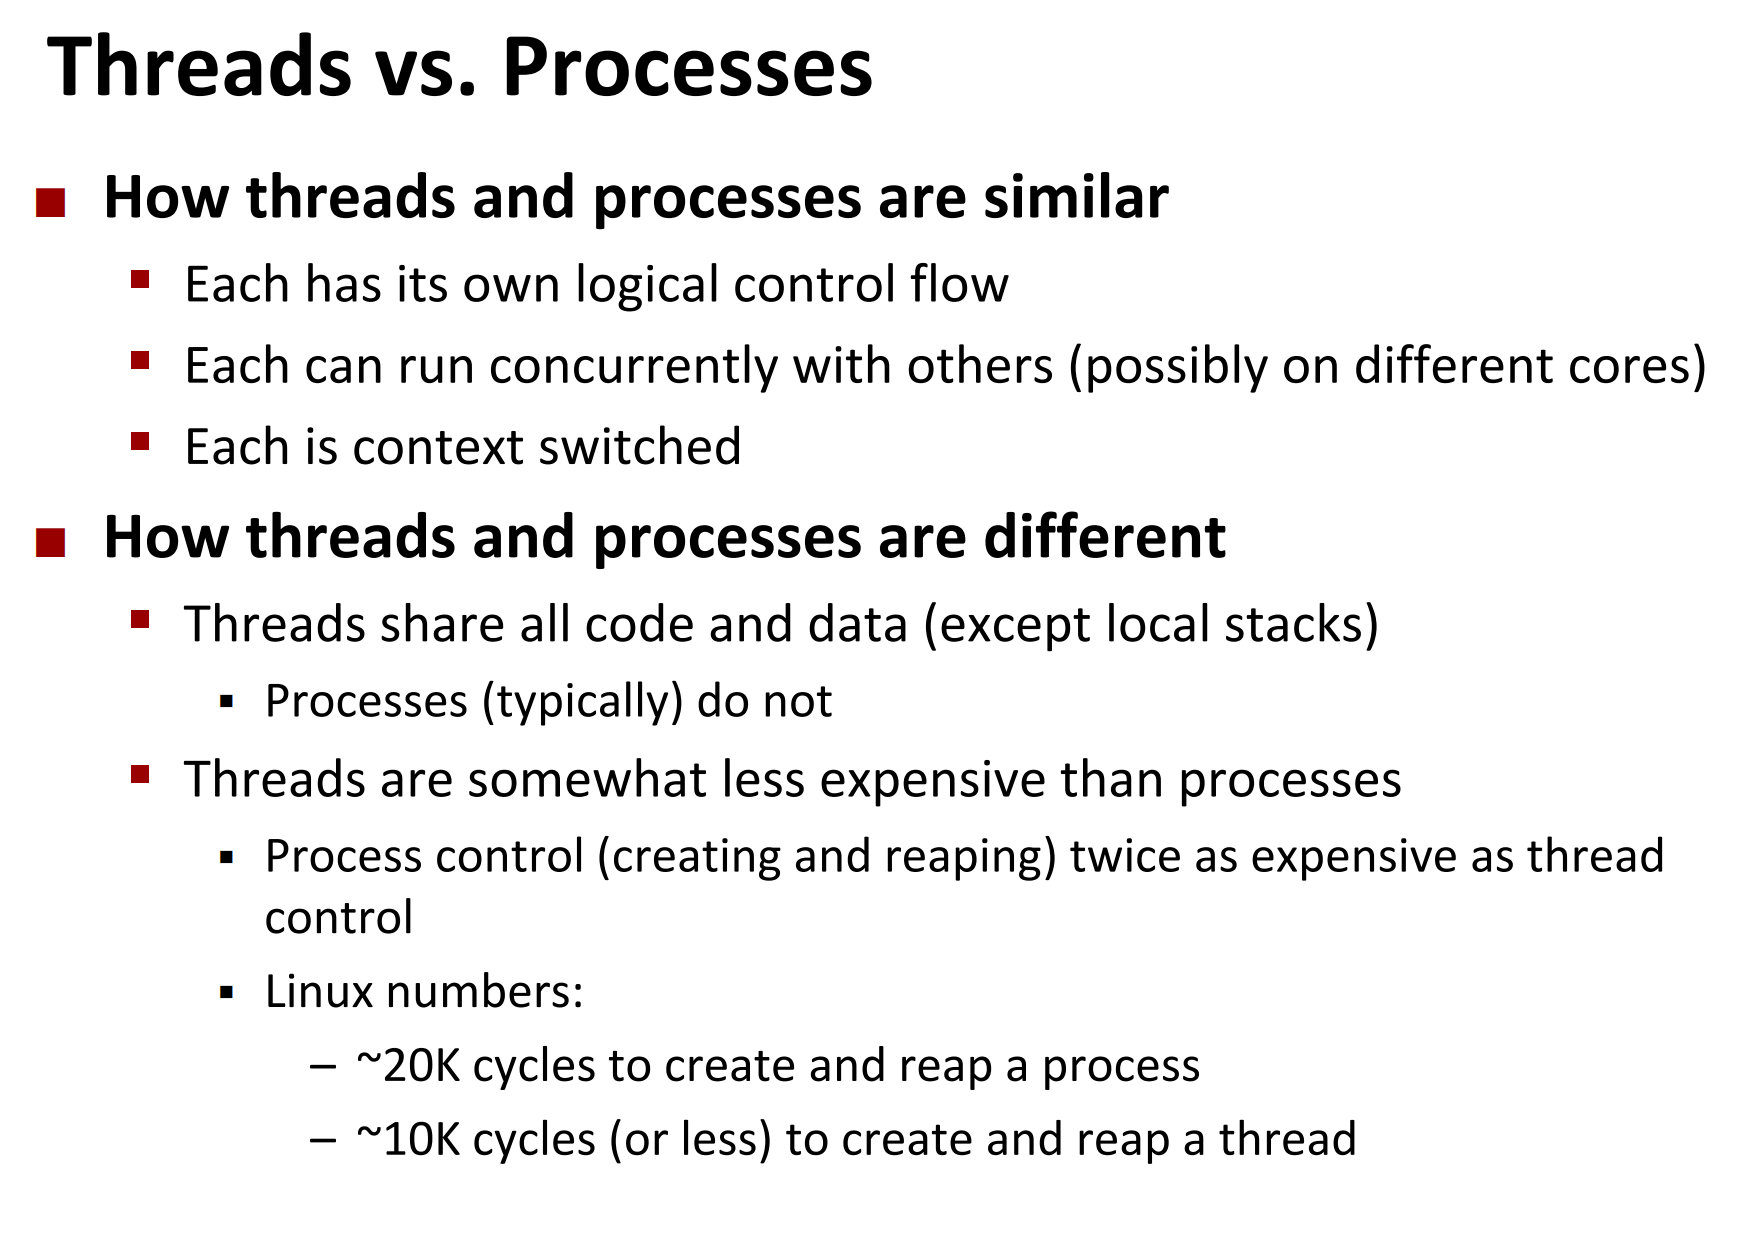 Threads vs. Processes
■ How threads and processes are similar
▪ Each has its own logical control flow
▪ Each can run concurrently with others (possibly on different cores)
▪ Each is context switched
■ How threads and processes are different
▪ Threads share all code and data (except local stacks)
▪ Processes (typically) do not
▪ Threads are somewhat less expensive than processes
▪ Process control (creating and reaping) twice as expensive as thread
control
▪ Linux numbers:
– ~20K cycles to create and reap a process
– ~10K cycles (or less) to create and reap a thread